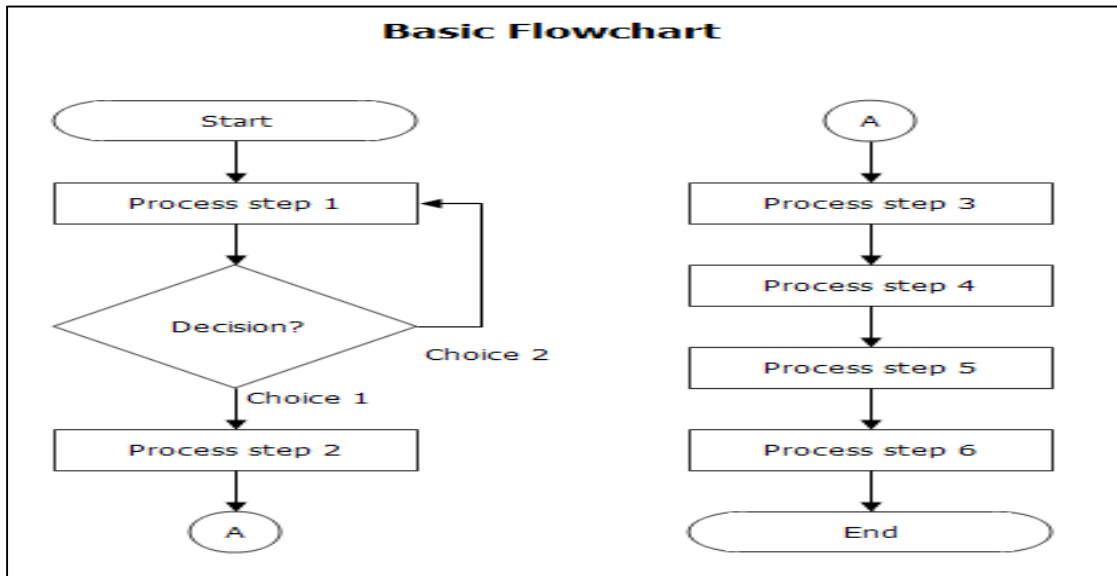 Basic Flowchart
Start
Process step 1
Decision?
Choice 2
Choice 1
Process step 2
A
A
Process step 3
Process step 4
Process step 5
Process step 6
End